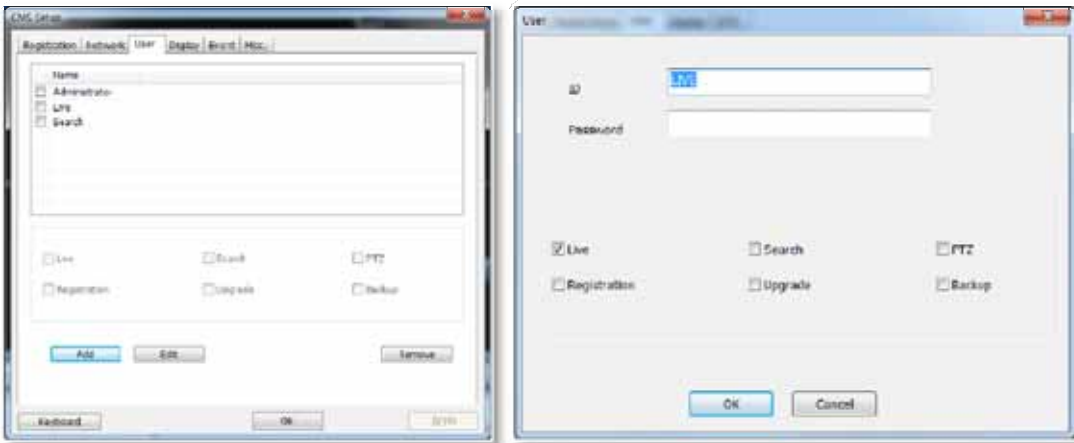 CMS Setup
Registration Network User Display Event Misc.
Name
Administrator
Live
Search
Live Search PTZ
Registration Upgrade Backup
Add Edit Remove
Keyboard OK
User
ID LIVE
Password
Live Search PTZ
Registration Upgrade Backup
OK Cancel